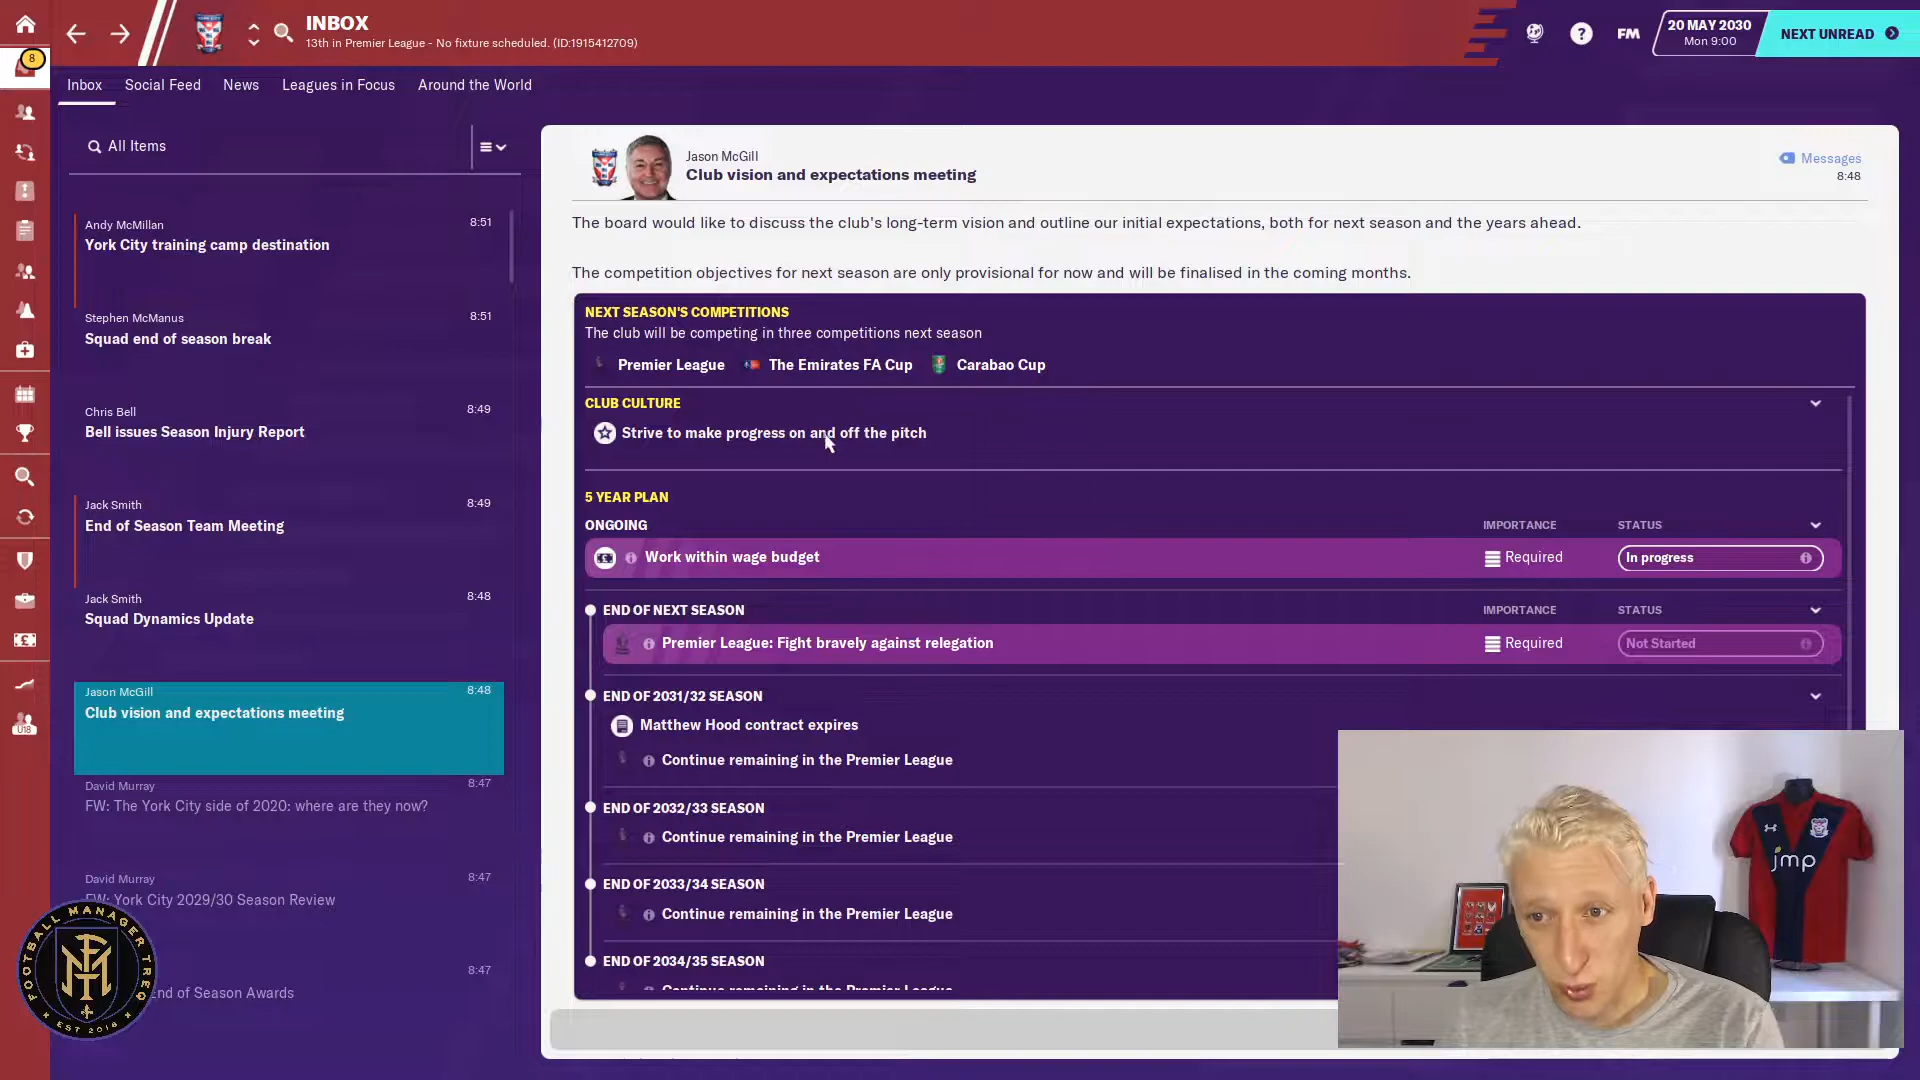 INBOX
13th in Premier League - No fixture scheduled. (ID:1915412709)
FM
20 MAY 2030
Mon 9:00
NEXT UNREAD
8
Inbox
Social Feed
News
Leagues in Focus
Around the World
All Items
Andy McMillan
8:51
York City training camp destination
Stephen McManus
8:51
Squad end of season break
Chris Bell
8:49
Bell issues Season Injury Report
Jack Smith
8:49
End of Season Team Meeting
Jack Smith
8:48
Squad Dynamics Update
Jason McGill
8:48
Club vision and expectations meeting
David Murray
8:47
FW: The York City side of 2020: where are they now?
David Murray
8:47
FW: York City 2029/30 Season Review
8:47
End of Season Awards
U18
FOOTBALL MANAGER TREQ
EST 2018
Jason McGill
Club vision and expectations meeting
Messages
8:48
The board would like to discuss the club's long-term vision and outline our initial expectations, both for next season and the years ahead.
The competition objectives for next season are only provisional for now and will be finalised in the coming months.
NEXT SEASON'S COMPETITIONS
The club will be competing in three competitions next season
Premier League
The Emirates FA Cup
Carabao Cup
CLUB CULTURE
Strive to make progress on and off the pitch
5 YEAR PLAN
ONGOING
IMPORTANCE
STATUS
Work within wage budget
Required
In progress
END OF NEXT SEASON
IMPORTANCE
STATUS
Premier League: Fight bravely against relegation
Required
Not Started
END OF 2031/32 SEASON
Matthew Hood contract expires
Continue remaining in the Premier League
END OF 2032/33 SEASON
Continue remaining in the Premier League
END OF 2033/34 SEASON
Continue remaining in the Premier League
END OF 2034/35 SEASON
Continue remaining in the Premier League
jmp